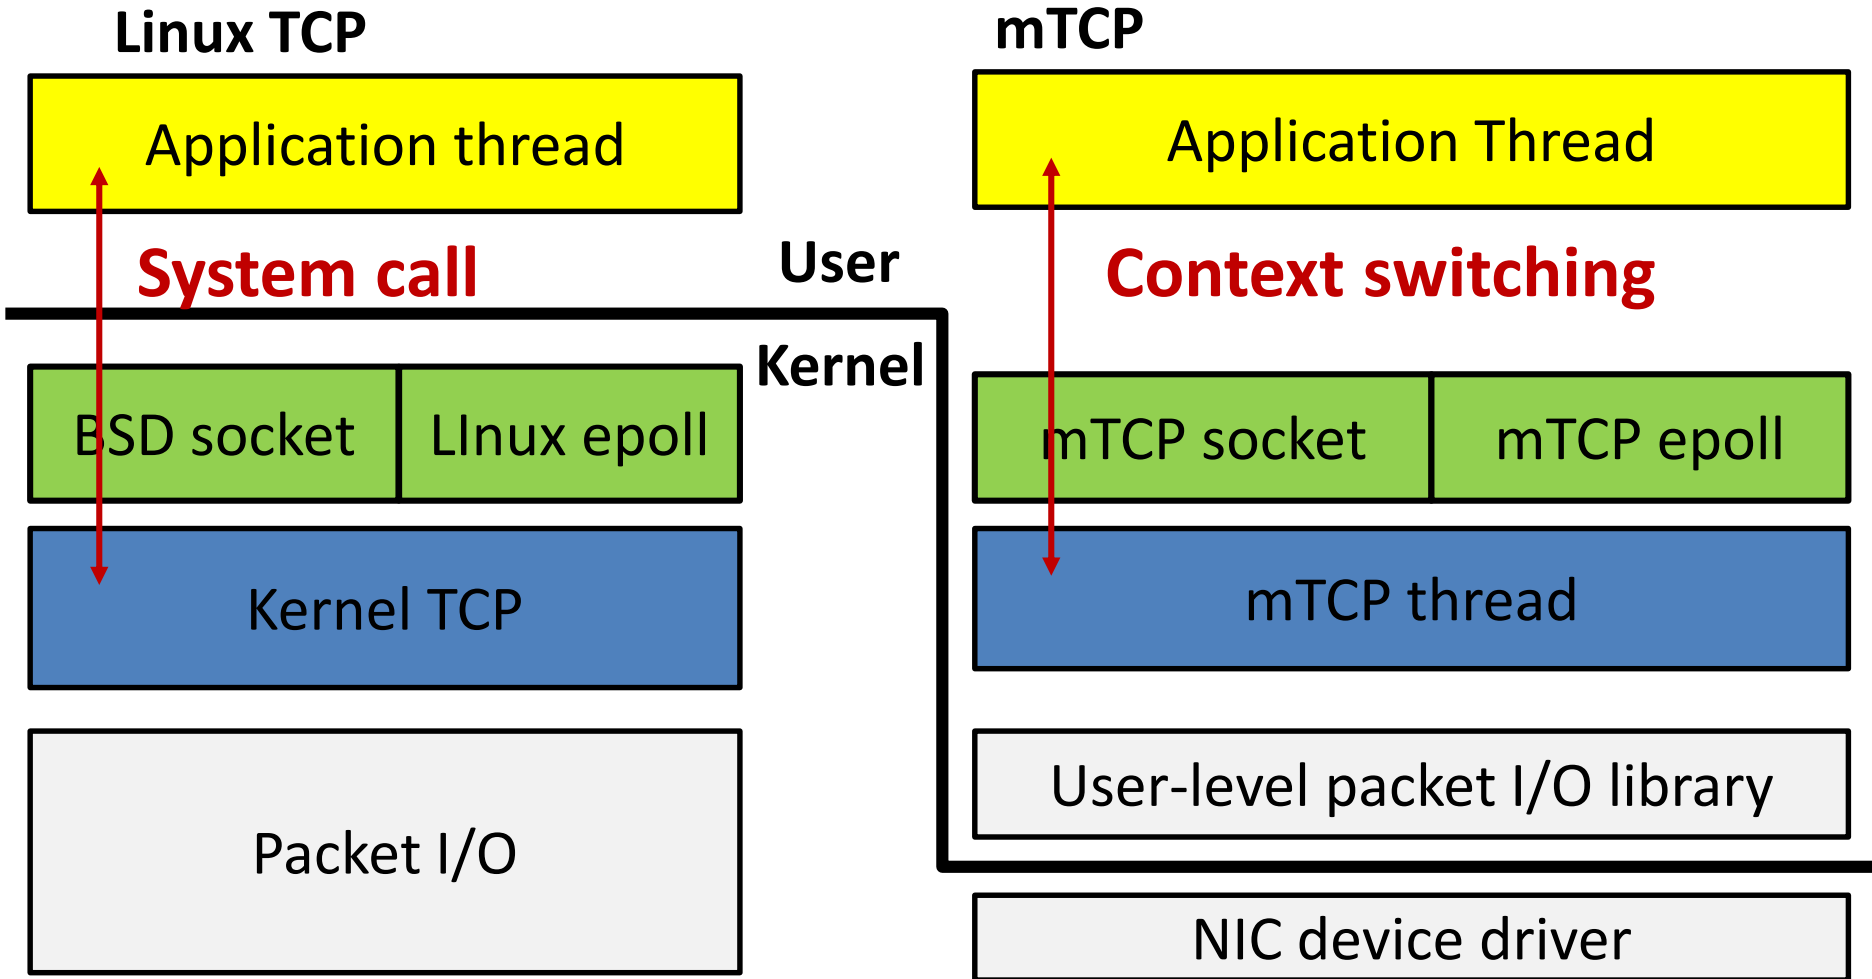 Linux TCP
Application thread
System call
User
Kernel
BSD socket
LInux epoll
Kernel TCP
Packet I/O
mTCP
Application Thread
Context switching
mTCP socket
mTCP epoll
mTCP thread
User-level packet I/O library
NIC device driver